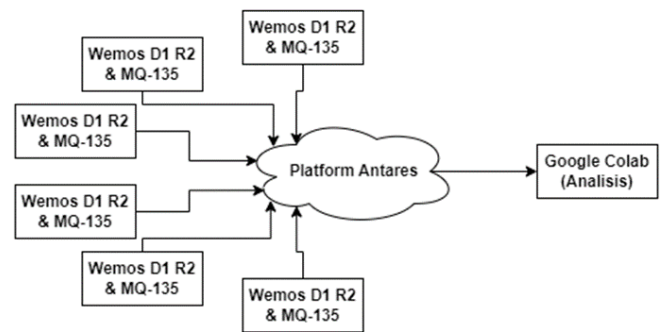 Wemos D1 R2
& MQ-135
Wemos D1 R2
& MQ-135
Wemos D1 R2
& MQ-135
Wemos D1 R2
& MQ-135
Wemos D1 R2
& MQ-135
Wemos D1 R2
& MQ-135
Platform Antares
Google Colab
(Analisis)